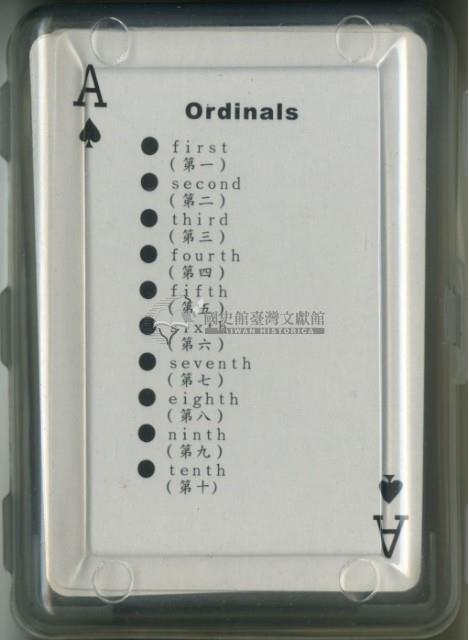 A
Ordinals
first
(第一)
second
(第二)
third
(第三)
fourth
(第四)
fifth
(第五)
國史館臺灣文獻館
sixth
TAIWAN HISTORICA
(第六)
seventh
(第七)
eighth
(第八)
ninth
(第九)
tenth
(第十)
A